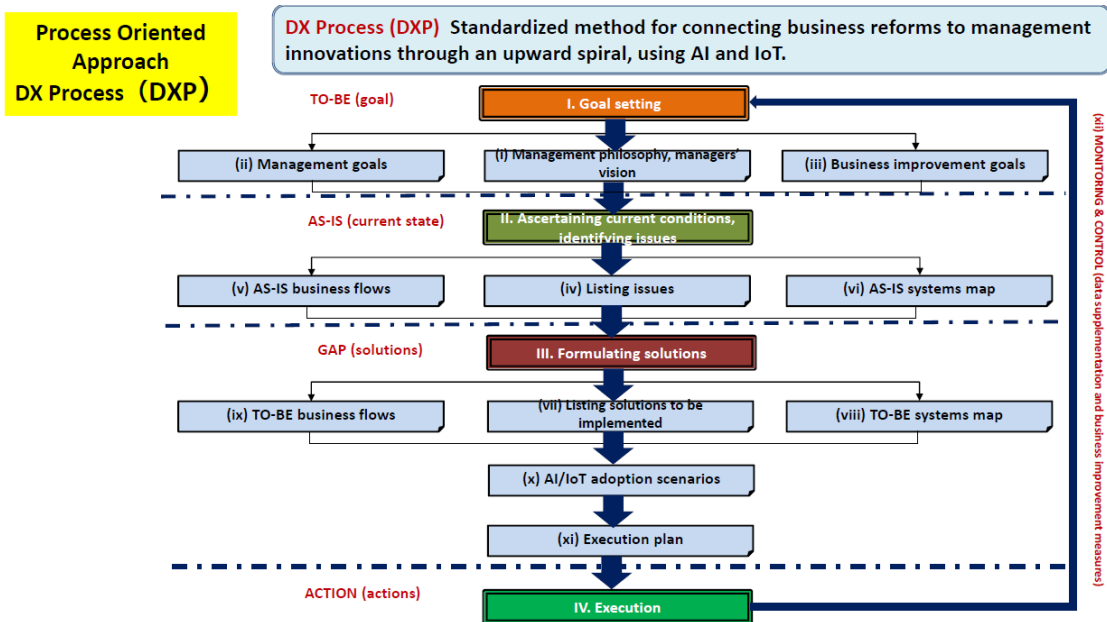 Process Oriented
Approach
DX Process（DXP）
DX Process (DXP) Standardized method for connecting business reforms to management
innovations through an upward spiral, using AI and IoT.
TO-BE (goal)
I. Goal setting
(ii) Management goals
(i) Management philosophy, managers’
vision
(iii) Business improvement goals
AS-IS (current state)
II. Ascertaining current conditions,
identifying issues
(v) AS-IS business flows
(iv) Listing issues
(vi) AS-IS systems map
GAP (solutions)
III. Formulating solutions
(ix) TO-BE business flows
(vii) Listing solutions to be
implemented
(viii) TO-BE systems map
(x) AI/IoT adoption scenarios
(xi) Execution plan
ACTION (actions)
IV. Execution
(xii) MONITORING & CONTROL (data supplementation and business improvement measures)